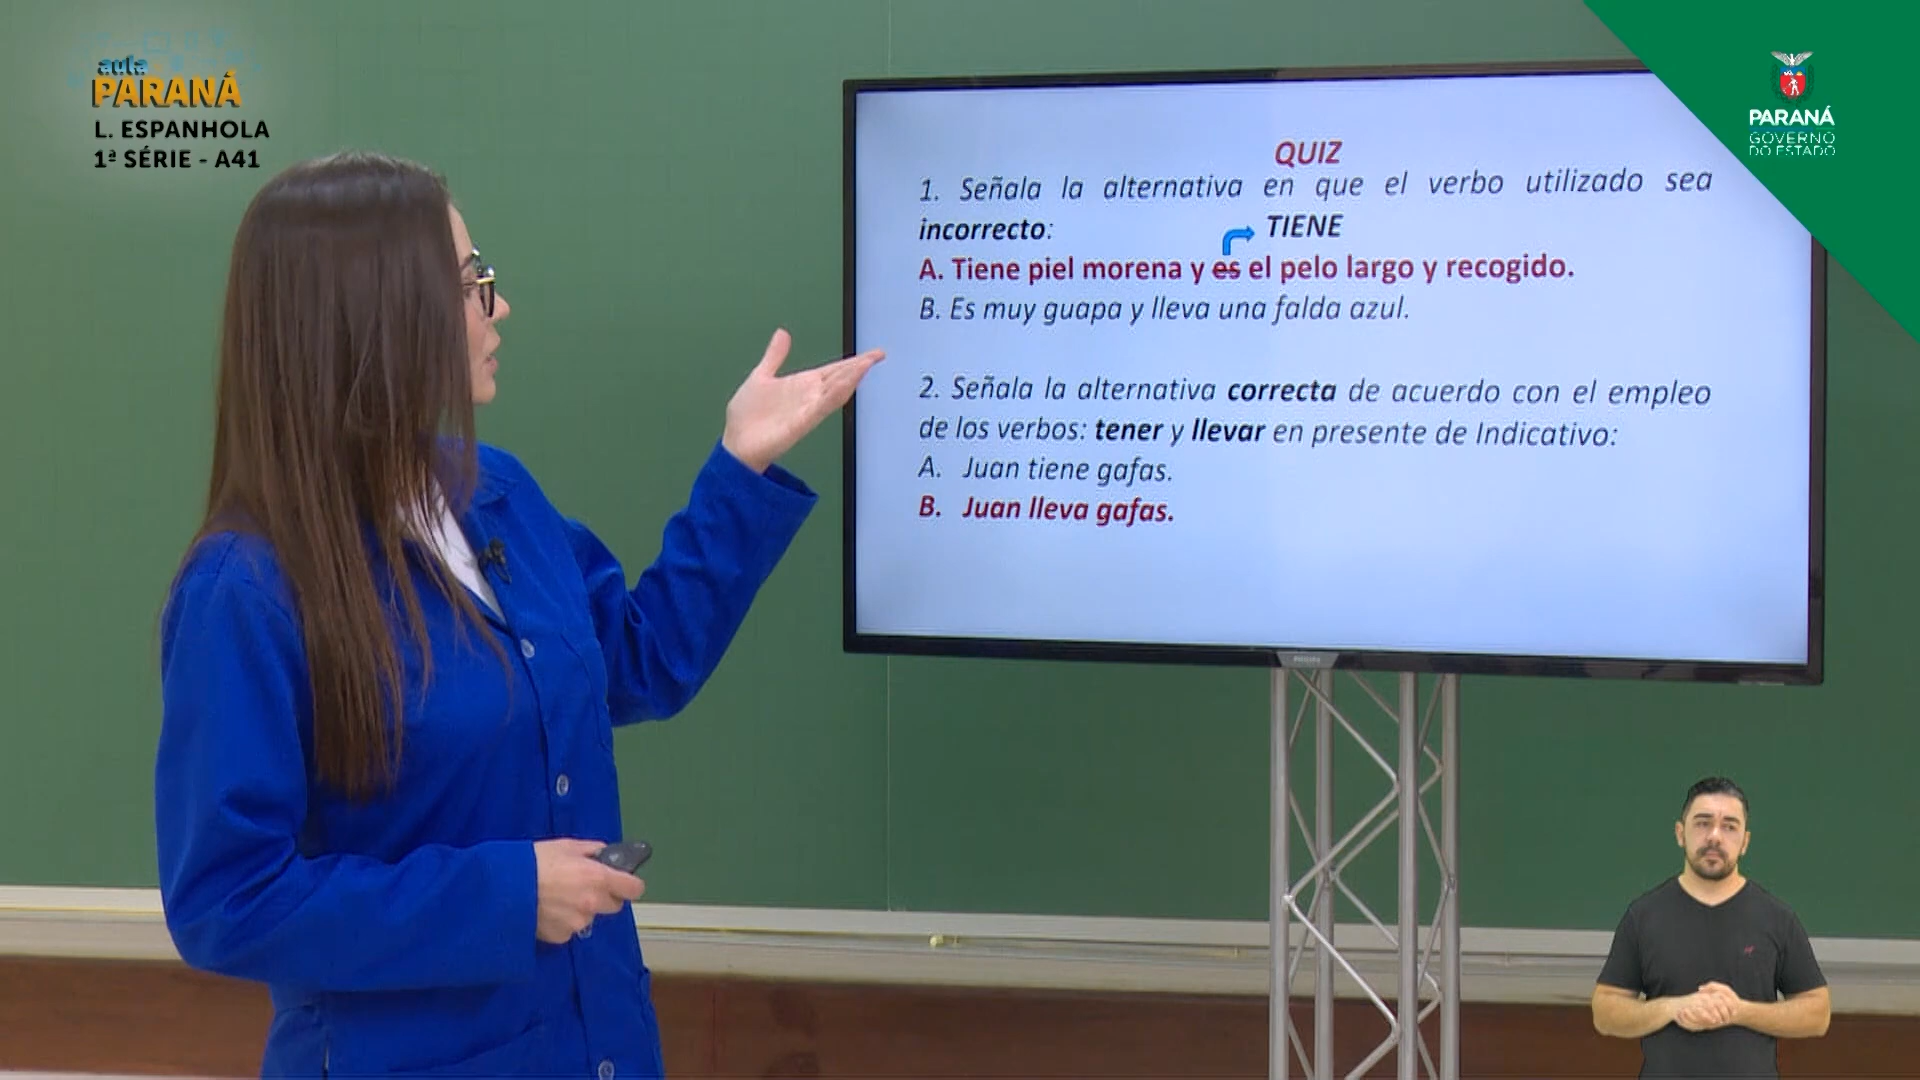 aula
PARANÁ
L. ESPANHOLA
1ª SÉRIE - A41
PARANÁ
GOVERNO
DO ESTADO
QUIZ
1. Señala la alternativa en que el verbo utilizado sea
incorrecto:
TIENE
A. Tiene piel morena y es el pelo largo y recogido.
B. Es muy guapa y lleva una falda azul.
2. Señala la alternativa correcta de acuerdo con el empleo
de los verbos: tener y llevar en presente de Indicativo:
A. Juan tiene gafas.
B. Juan lleva gafas.
PHILIPS